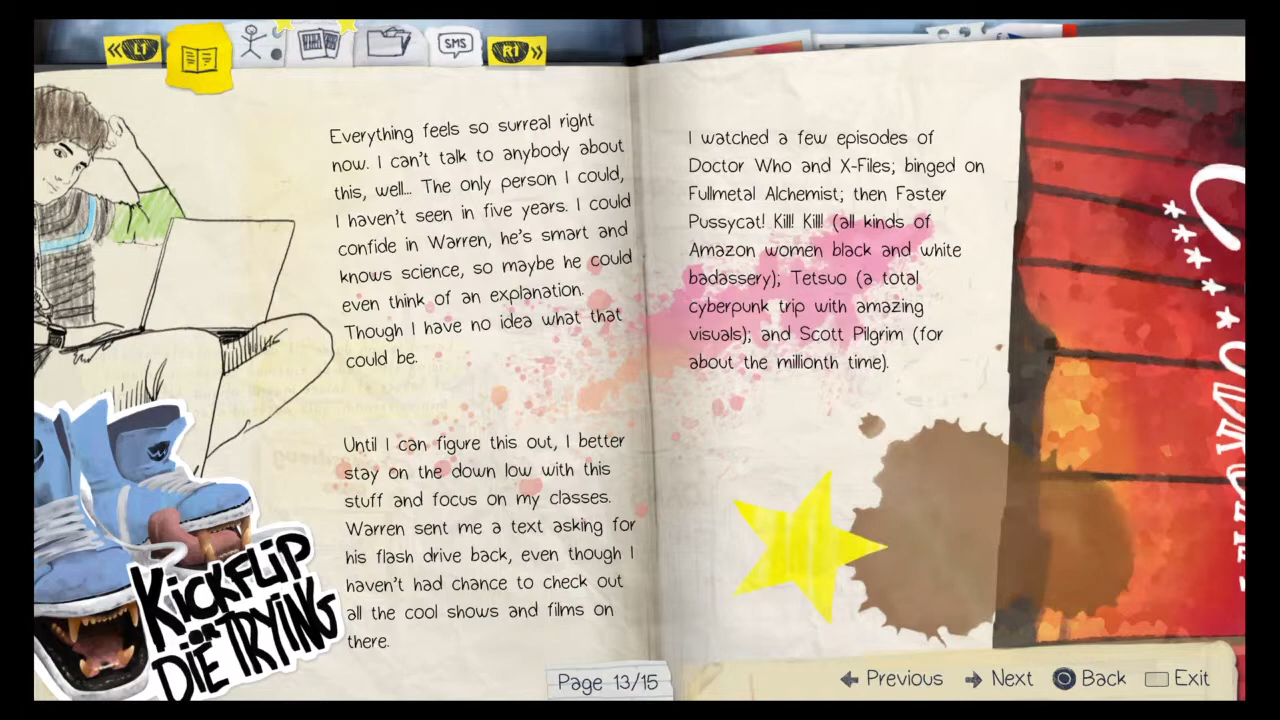 L1
SMS
R1
Everything feels so surreal right
now. I can't talk to anybody about
this, well... The only person I could,
I haven't seen in five years. I could
confide in Warren, he's smart and
knows science, so maybe he could
even think of an explanation.
Though I have no idea what that
could be.
Until I can figure this out, I better
stay on the down low with this
stuff and focus on my classes.
Warren sent me a text asking for
his flash drive back, even though I
haven't had chance to check out
all the cool shows and films on
there.
KICKFLIP
OR
DIE TRYING
I watched a few episodes of
Doctor Who and X-Files; binged on
Fullmetal Alchemist; then Faster
Pussycat! Kill! Kill! (all kinds of
Amazon women black and white
badassery); Tetsuo (a total
cyberpunk trip with amazing
visuals); and Scott Pilgrim (for
about the millionth time).
Page 13/15
Previous
Next
Back
Exit